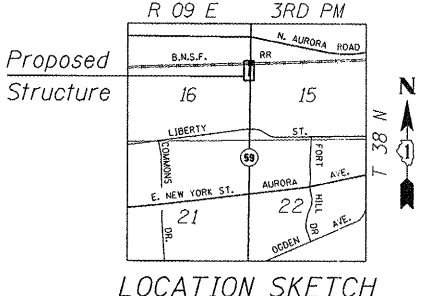 R 09 E 3RD PM
N. AURORA ROAD
Proposed
Structure
B.N.S.F. RR
16 15
N
1
T 38 N
LIBERTY ST.
COMMONS DR.
59
FORT HILL DR
E. NEW YORK ST. AURORA AVE.
21 22
OGDEN AVE.
LOCATION SKETCH